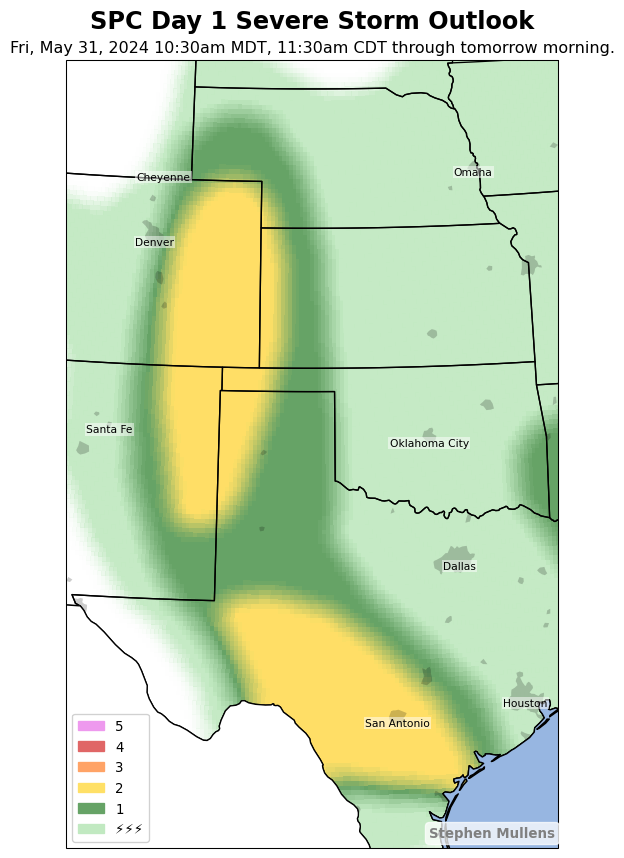 SPC Day 1 Severe Storm Outlook
Fri, May 31, 2024 10:30am MDT, 11:30am CDT through tomorrow morning.
Cheyenne
Omaha
Denver
Santa Fe
Oklahoma City
Dallas
Houston
San Antonio
5
4
3
2
1
⚡⚡⚡
Stephen Mullens